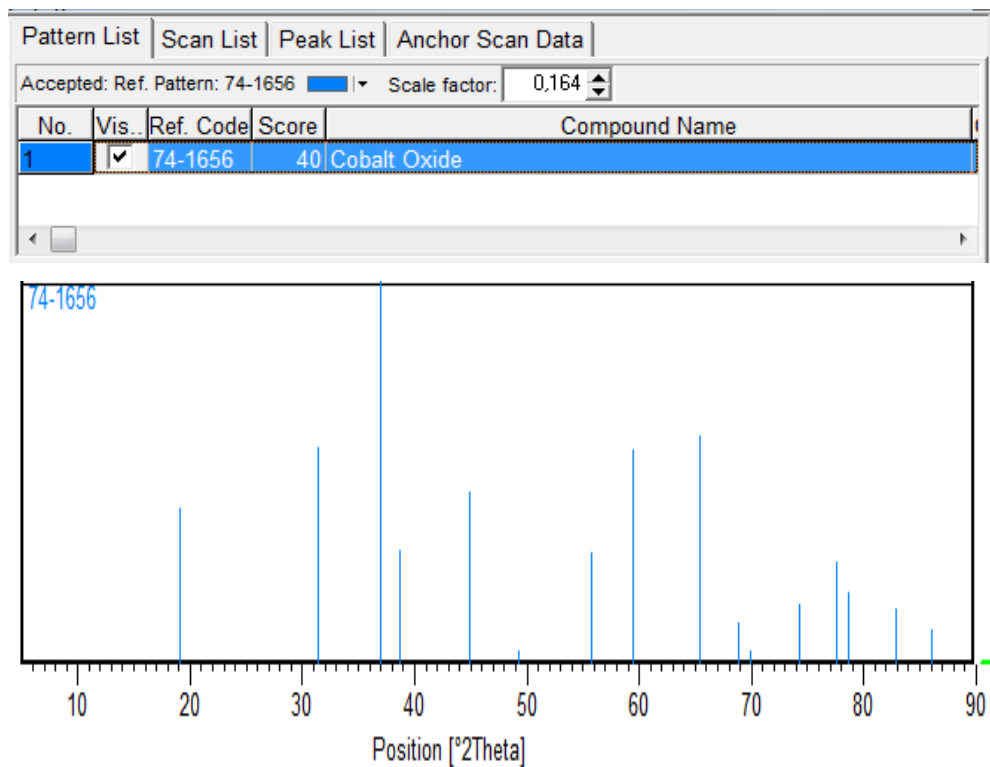 Pattern List Scan List Peak List Anchor Scan Data
Accepted: Ref. Pattern: 74-1656 Scale factor: 0,164
No. Vis.. Ref. Code Score Compound Name
1 74-1656 40 Cobalt Oxide
74-1656
10 20 30 40 50 60 70 80 90
Position [°2Theta]